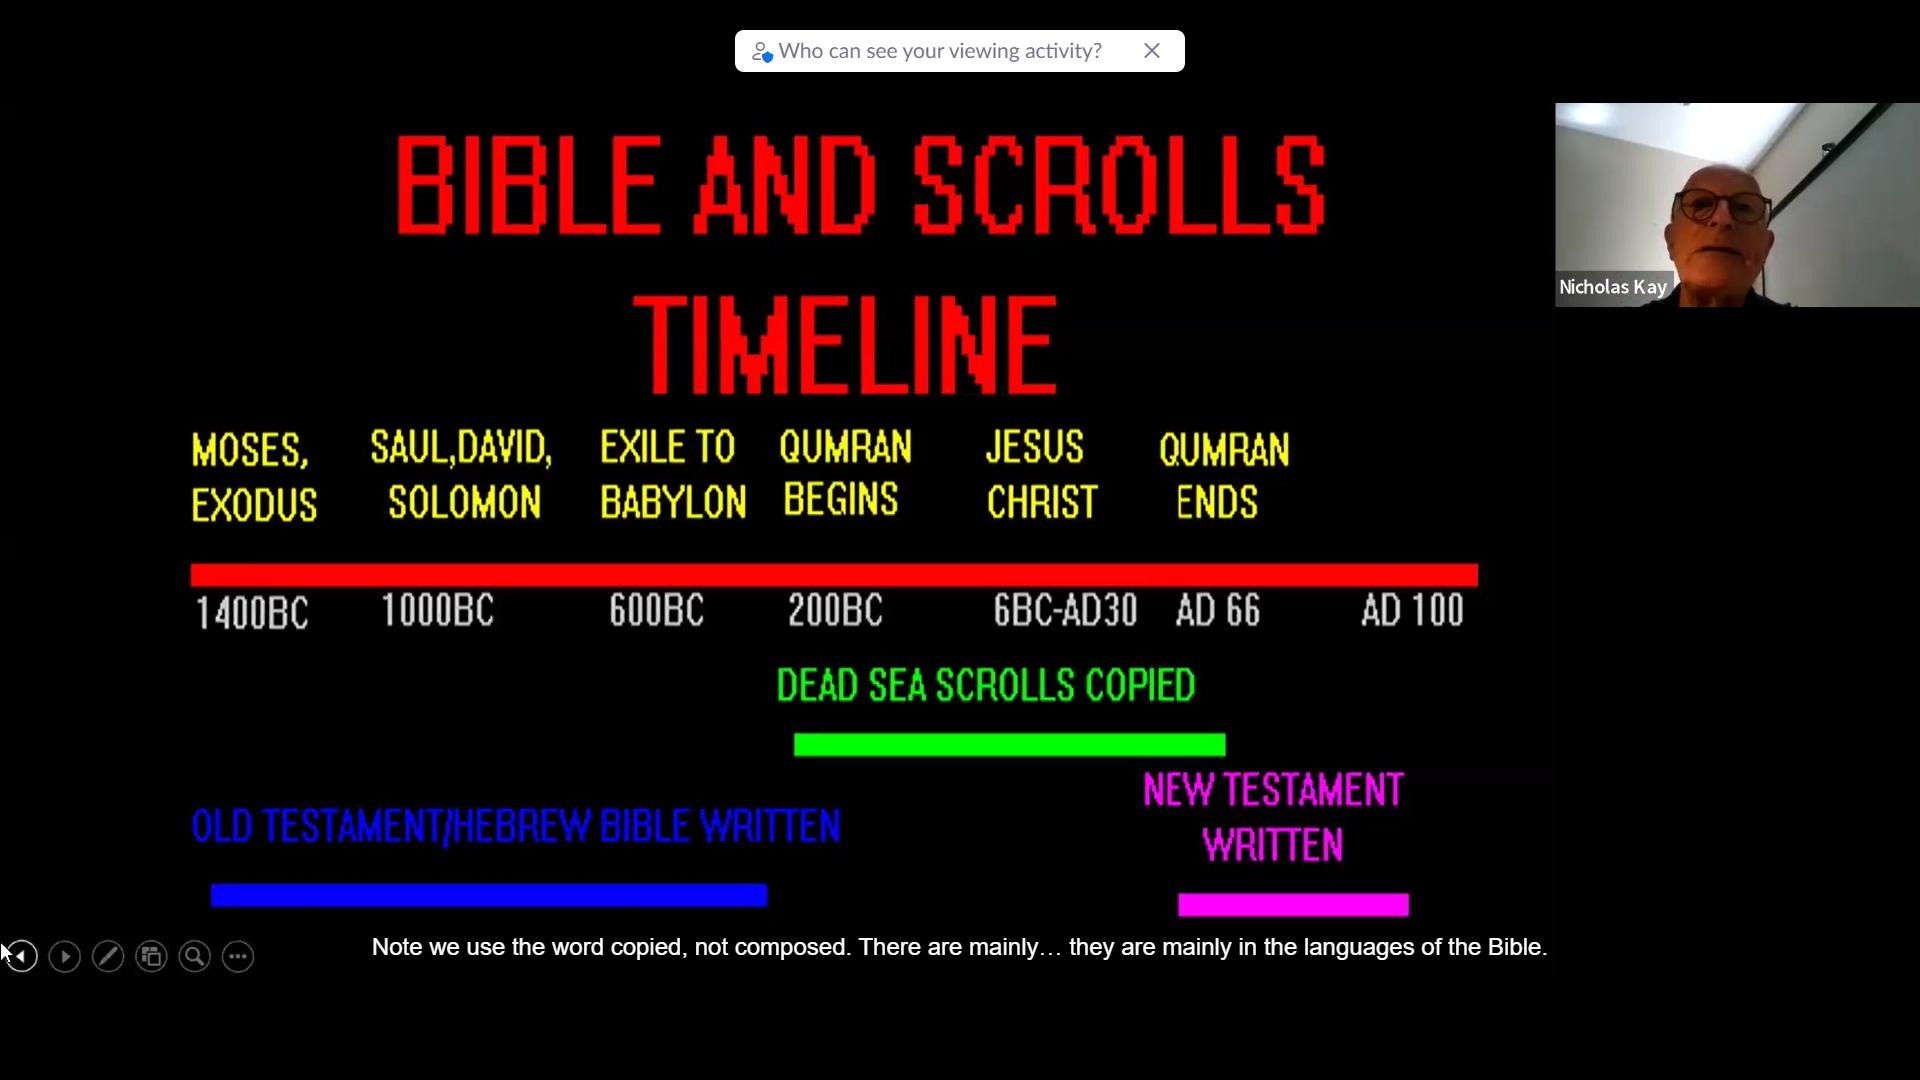 Who can see your viewing activity?
BIBLE AND SCROLLS
TIMELINE
Nicholas Kay
MOSES,
EXODUS
SAUL,DAVID,
SOLOMON
EXILE TO
BABYLON
QUMRAN
BEGINS
JESUS
CHRIST
QUMRAN
ENDS
1400BC
1000BC
600BC
200BC
6BC-AD30
AD 66
AD 100
DEAD SEA SCROLLS COPIED
OLD TESTAMENT/HEBREW BIBLE WRITTEN
NEW TESTAMENT
WRITTEN
Note we use the word copied, not composed. There are mainly… they are mainly in the languages of the Bible.